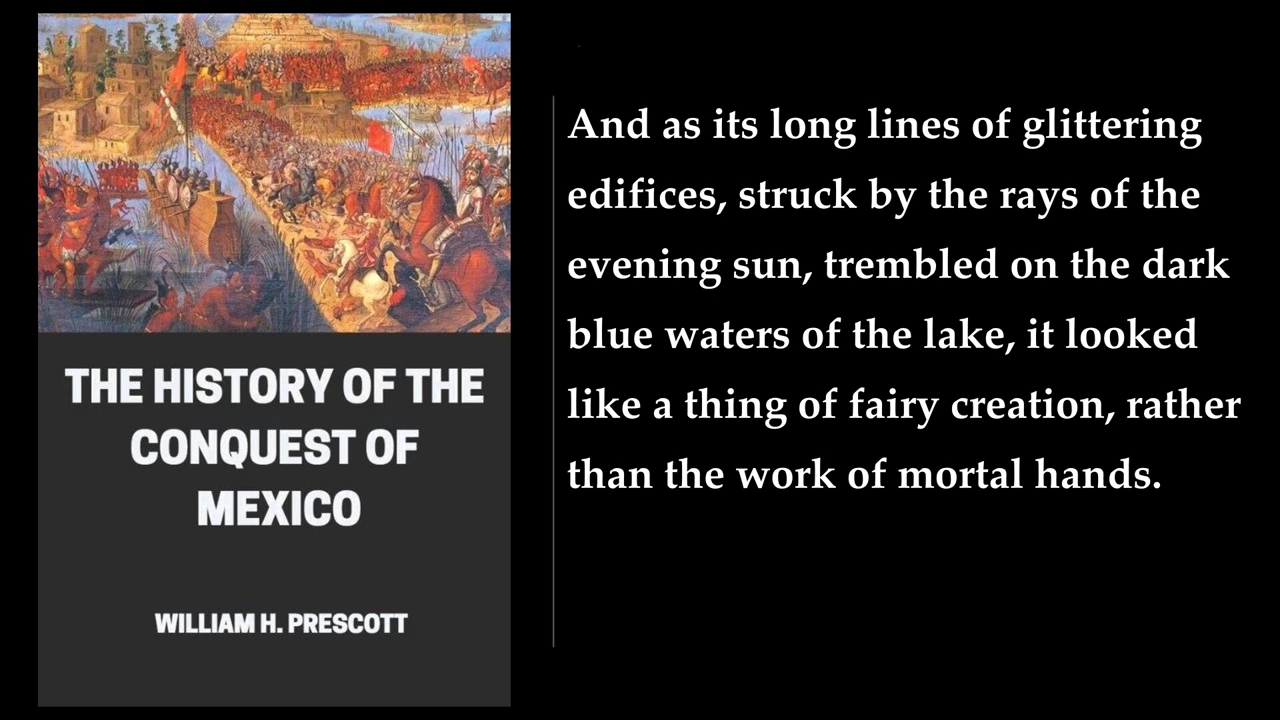 THE HISTORY OF THE
CONQUEST OF
MEXICO
WILLIAM H. PRESCOTT
And as its long lines of glittering
edifices, struck by the rays of the
evening sun, trembled on the dark
blue waters of the lake, it looked
like a thing of fairy creation, rather
than the work of mortal hands.